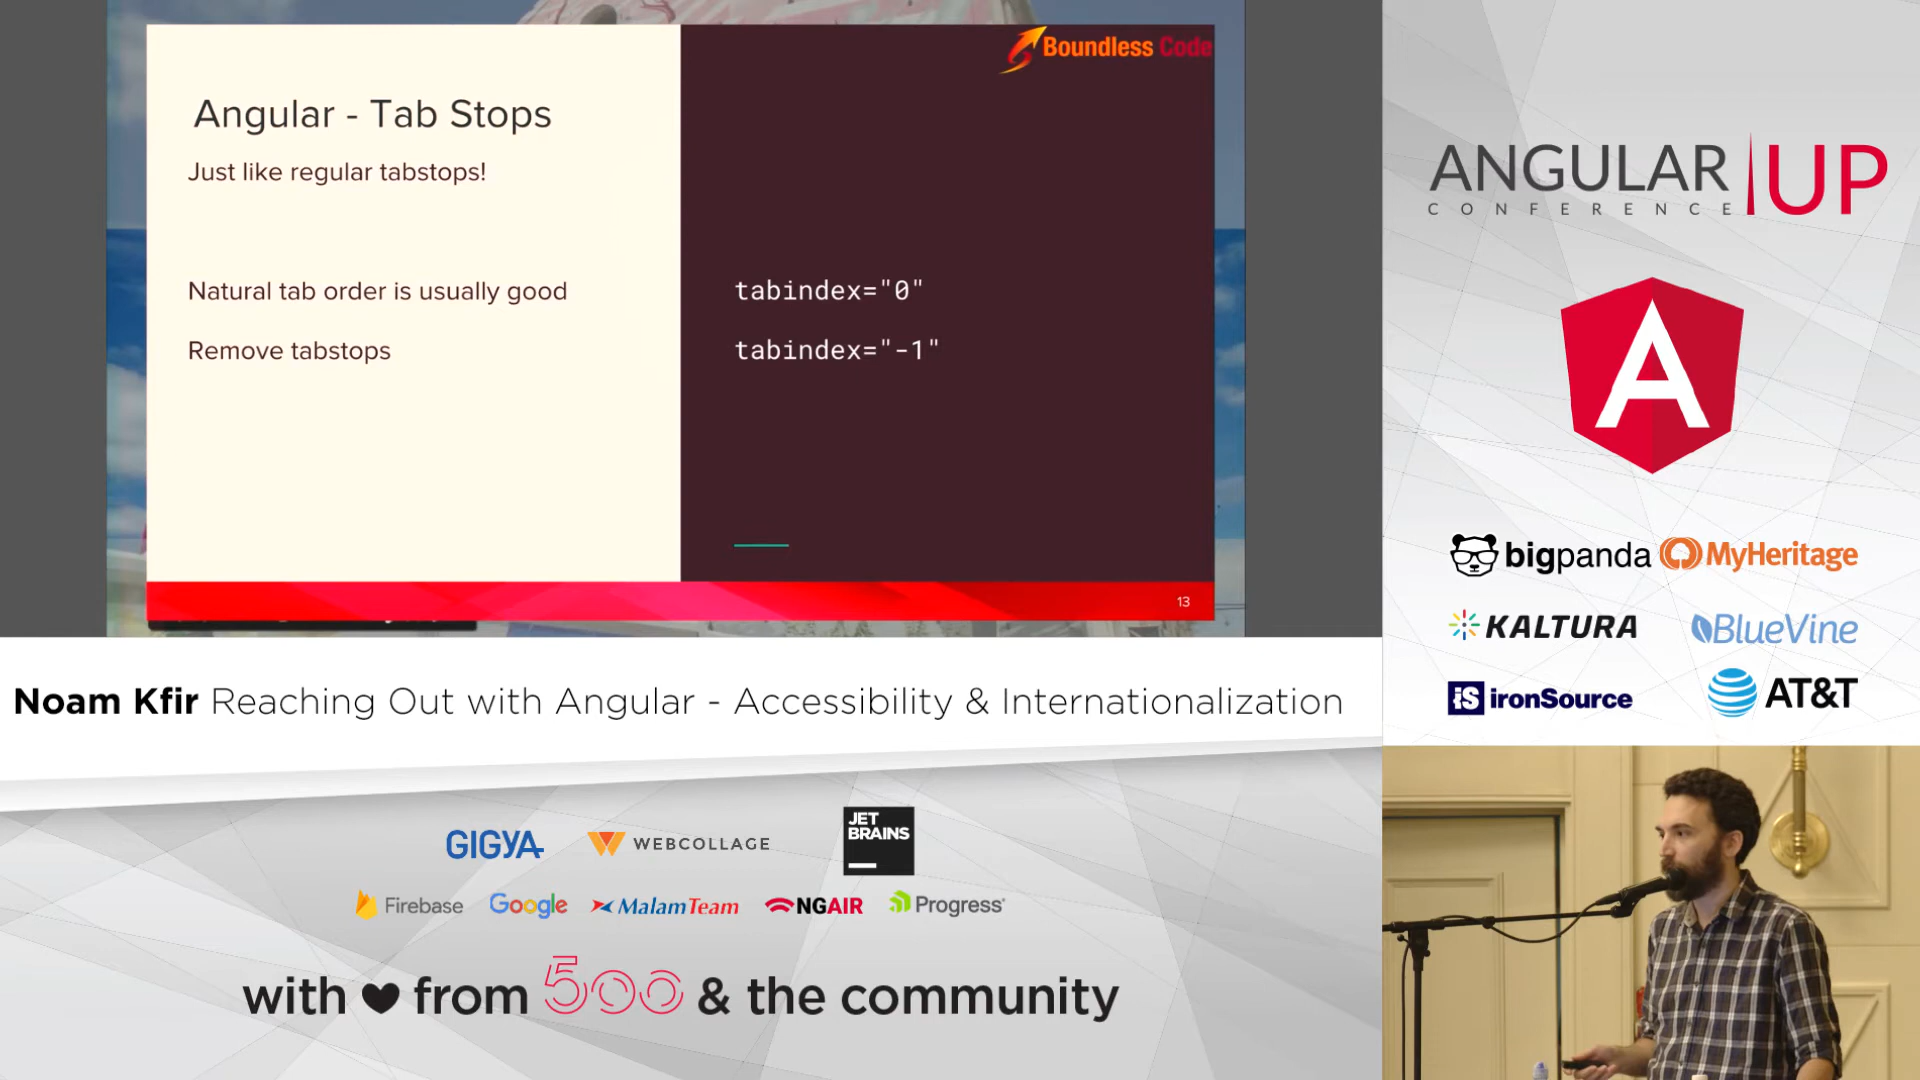 Boundless Code
Angular - Tab Stops
Just like regular tabstops!
Natural tab order is usually good
tabindex="0"
Remove tabstops
tabindex="-1"
13
Noam Kfir Reaching Out with Angular - Accessibility & Internationalization
GIGYA
WEBCOLLAGE
JET
BRAINS
Firebase
Google
MalamTeam
NGAIR
Progress
with from 500 & the community
ANGULAR UP
CONFERENCE
A
bigpanda
MyHeritage
KALTURA
BlueVine
iS ironSource
AT&T